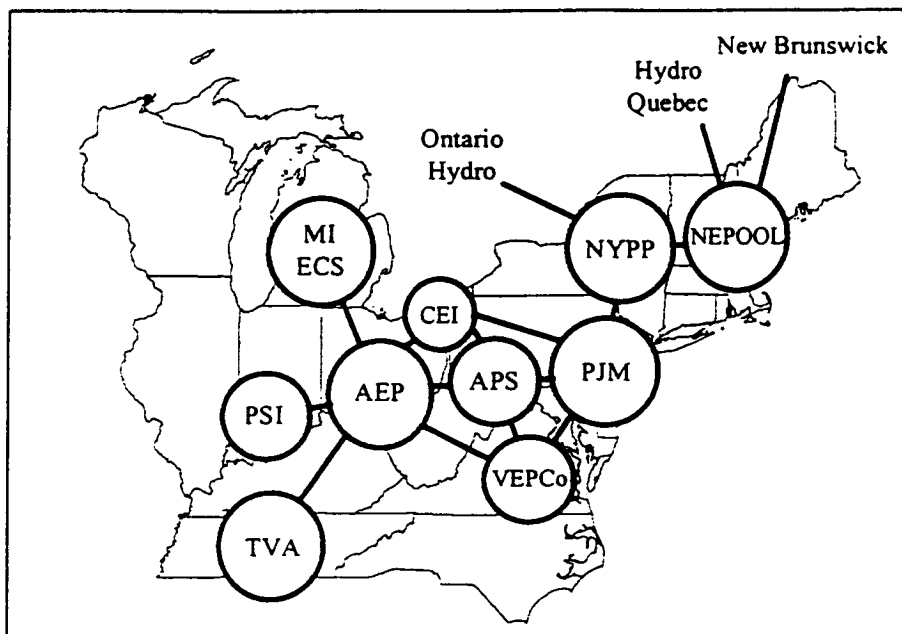 New Brunswick
Hydro
Quebec
Ontario
Hydro
MI
ECS
NYPP
NEPOOL
CEI
AEP
APS
PJM
PSI
VEPCo
TVA